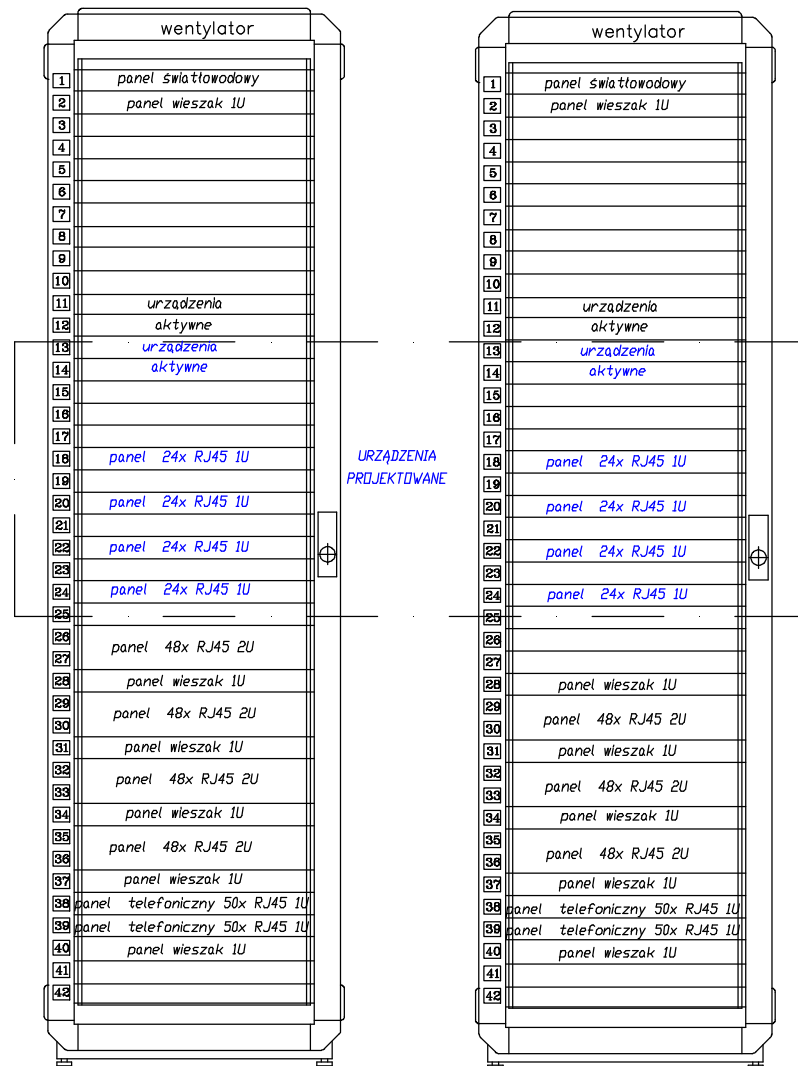 wentylator
1 panel światłowodowy
2 panel wieszak 1U
3
4
5
6
7
8
9
10
11 urządzenia
12 aktywne
13 urządzenia
14 aktywne
15
16
17
18 panel 24x RJ45 1U
19
20 panel 24x RJ45 1U
21
22 panel 24x RJ45 1U
23
24 panel 24x RJ45 1U
25
26
panel 48x RJ45 2U
27
28 panel wieszak 1U
29
panel 48x RJ45 2U
30
31 panel wieszak 1U
32
panel 48x RJ45 2U
33
34 panel wieszak 1U
35
panel 48x RJ45 2U
36
37 panel wieszak 1U
38 panel telefoniczny 50x RJ45 1U
39 panel telefoniczny 50x RJ45 1U
40 panel wieszak 1U
41
42
URZĄDZENIA
PROJEKTOWANE
wentylator
1 panel światłowodowy
2 panel wieszak 1U
3
4
5
6
7
8
9
10
11 urządzenia
12 aktywne
13 urządzenia
14 aktywne
15
16
17
18 panel 24x RJ45 1U
19
20 panel 24x RJ45 1U
21
22 panel 24x RJ45 1U
23
24 panel 24x RJ45 1U
25
26
27
28 panel wieszak 1U
29
panel 48x RJ45 2U
30
31 panel wieszak 1U
32
panel 48x RJ45 2U
33
34 panel wieszak 1U
35
panel 48x RJ45 2U
36
37 panel wieszak 1U
38 panel telefoniczny 50x RJ45 1U
39 panel telefoniczny 50x RJ45 1U
40 panel wieszak 1U
41
42